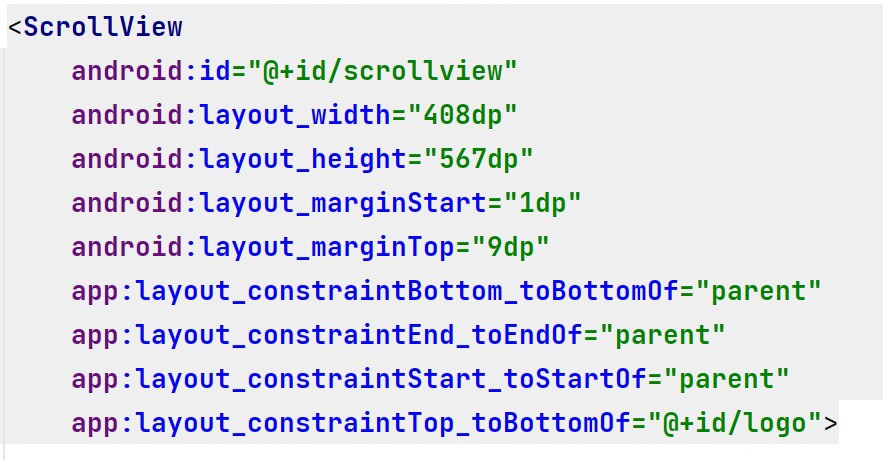 <ScrollView
android:id="@+id/scrollview"
android:layout_width="408dp"
android:layout_height="567dp"
android:layout_marginStart="1dp"
android:layout_marginTop="9dp"
app:layout_constraintBottom_toBottomOf="parent"
app:layout_constraintEnd_toEndOf="parent"
app:layout_constraintStart_toStartOf="parent"
app:layout_constraintTop_toBottomOf="@+id/logo">